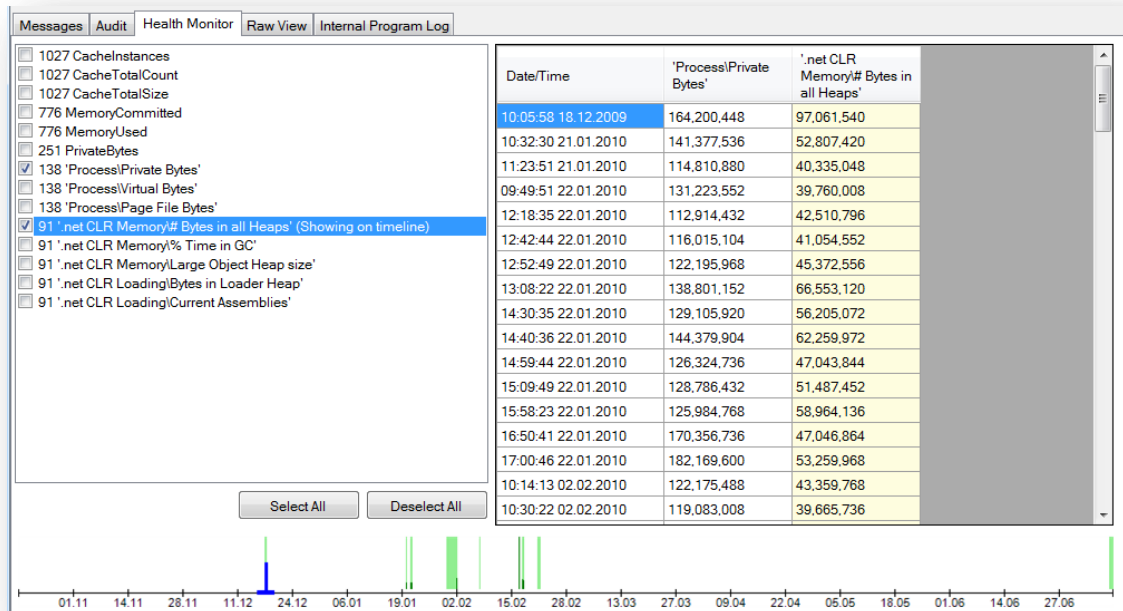 Messages Audit Health Monitor Raw View Internal Program Log
1027 CacheInstances
1027 CacheTotalCount
1027 CacheTotalSize
776 MemoryCommitted
776 MemoryUsed
251 PrivateBytes
138 'Process\Private Bytes'
138 'Process\Virtual Bytes'
138 'Process\Page File Bytes'
91 '.net CLR Memory\# Bytes in all Heaps' (Showing on timeline)
91 '.net CLR Memory\% Time in GC'
91 '.net CLR Memory\Large Object Heap size'
91 '.net CLR Loading\Bytes in Loader Heap'
91 '.net CLR Loading\Current Assemblies'
Select All Deselect All
Date/Time
'Process\Private
Bytes'
'.net CLR
Memory\# Bytes in
all Heaps'
10:05:58 18.12.2009 164,200,448 97,061,540
10:32:30 21.01.2010 141,377,536 52,807,420
11:23:51 21.01.2010 114,810,880 40,335,048
09:49:51 22.01.2010 131,223,552 39,760,008
12:18:35 22.01.2010 112,914,432 42,510,796
12:42:44 22.01.2010 116,015,104 41,054,552
12:52:49 22.01.2010 122,195,968 45,372,556
13:08:22 22.01.2010 138,801,152 66,553,120
14:30:35 22.01.2010 129,105,920 56,205,072
14:40:36 22.01.2010 144,379,904 62,259,972
14:59:44 22.01.2010 126,324,736 47,043,844
15:09:49 22.01.2010 128,786,432 51,487,452
15:58:23 22.01.2010 125,984,768 58,964,136
16:50:41 22.01.2010 170,356,736 47,046,864
17:00:46 22.01.2010 182,169,600 53,259,968
10:14:13 02.02.2010 122,175,488 43,359,768
10:30:22 02.02.2010 119,083,008 39,665,736
01.11 14.11 28.11 11.12 24.12 06.01 19.01 02.02 15.02 28.02 13.03 27.03 09.04 22.04 05.05 18.05 01.06 14.06 27.06